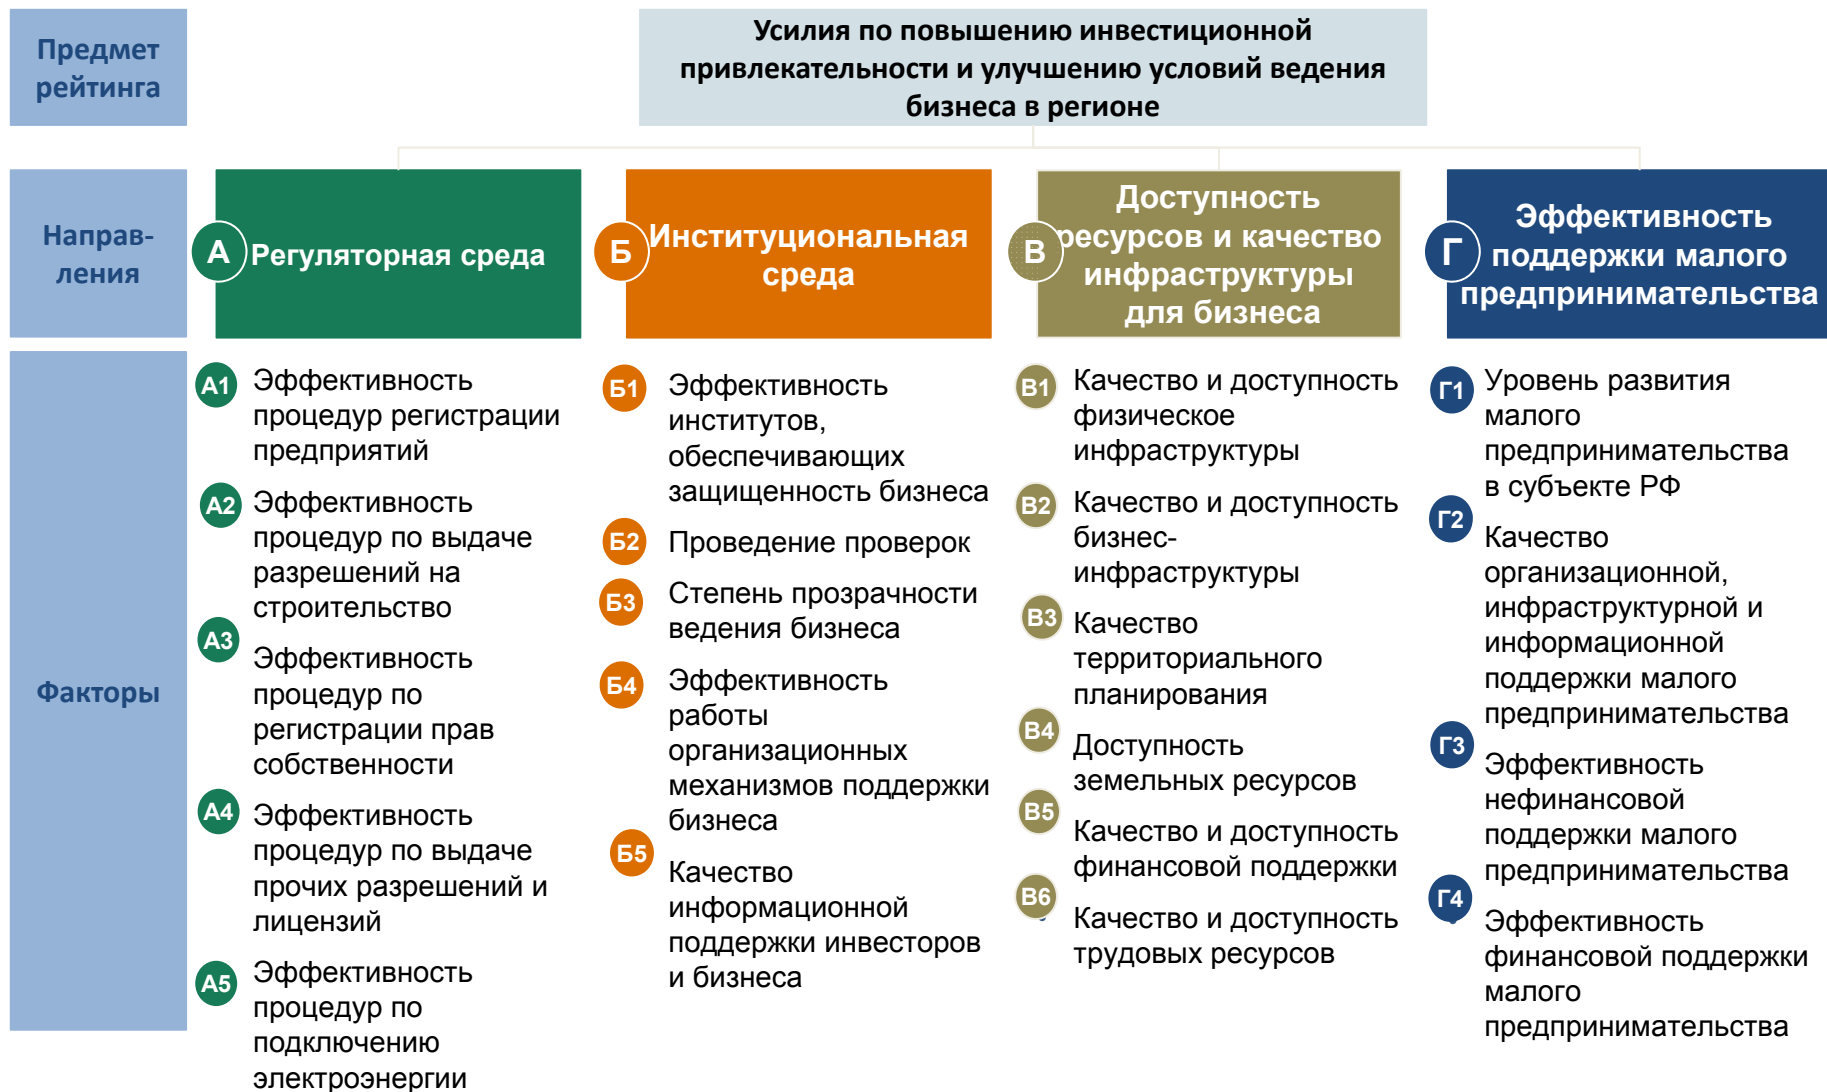 Предмет
рейтинга
Усилия по повышению инвестиционной
привлекательности и улучшению условий ведения
бизнеса в регионе
Направ-
ления
А
Регуляторная среда
Б
Институциональная
среда
В
Доступность
ресурсов и качество
инфраструктуры
для бизнеса
Г
Эффективность
поддержки малого
предпринимательства
Факторы
А1
Эффективность
процедур регистрации
предприятий
А2
Эффективность
процедур по выдаче
разрешений на
строительство
А3
Эффективность
процедур по
регистрации прав
собственности
А4
Эффективность
процедур по выдаче
прочих разрешений и
лицензий
А5
Эффективность
процедур по
подключению
электроэнергии
Б1
Эффективность
институтов,
обеспечивающих
защищенность бизнеса
Б2
Проведение проверок
Б3
Степень прозрачности
ведения бизнеса
Б4
Эффективность
работы
организационных
механизмов поддержки
бизнеса
Б5
Качество
информационной
поддержки инвесторов
и бизнеса
В1
Качество и доступность
физическое
инфраструктуры
В2
Качество и доступность
бизнес-
инфраструктуры
В3
Качество
территориального
планирования
В4
Доступность
земельных ресурсов
В5
Качество и доступность
финансовой поддержки
В6
Качество и доступность
трудовых ресурсов
Г1
Уровень развития
малого
предпринимательства
в субъекте РФ
Г2
Качество
организационной,
инфраструктурной и
информационной
поддержки малого
предпринимательства
Г3
Эффективность
нефинансовой
поддержки малого
предпринимательства
Г4
Эффективность
финансовой поддержки
малого
предпринимательства